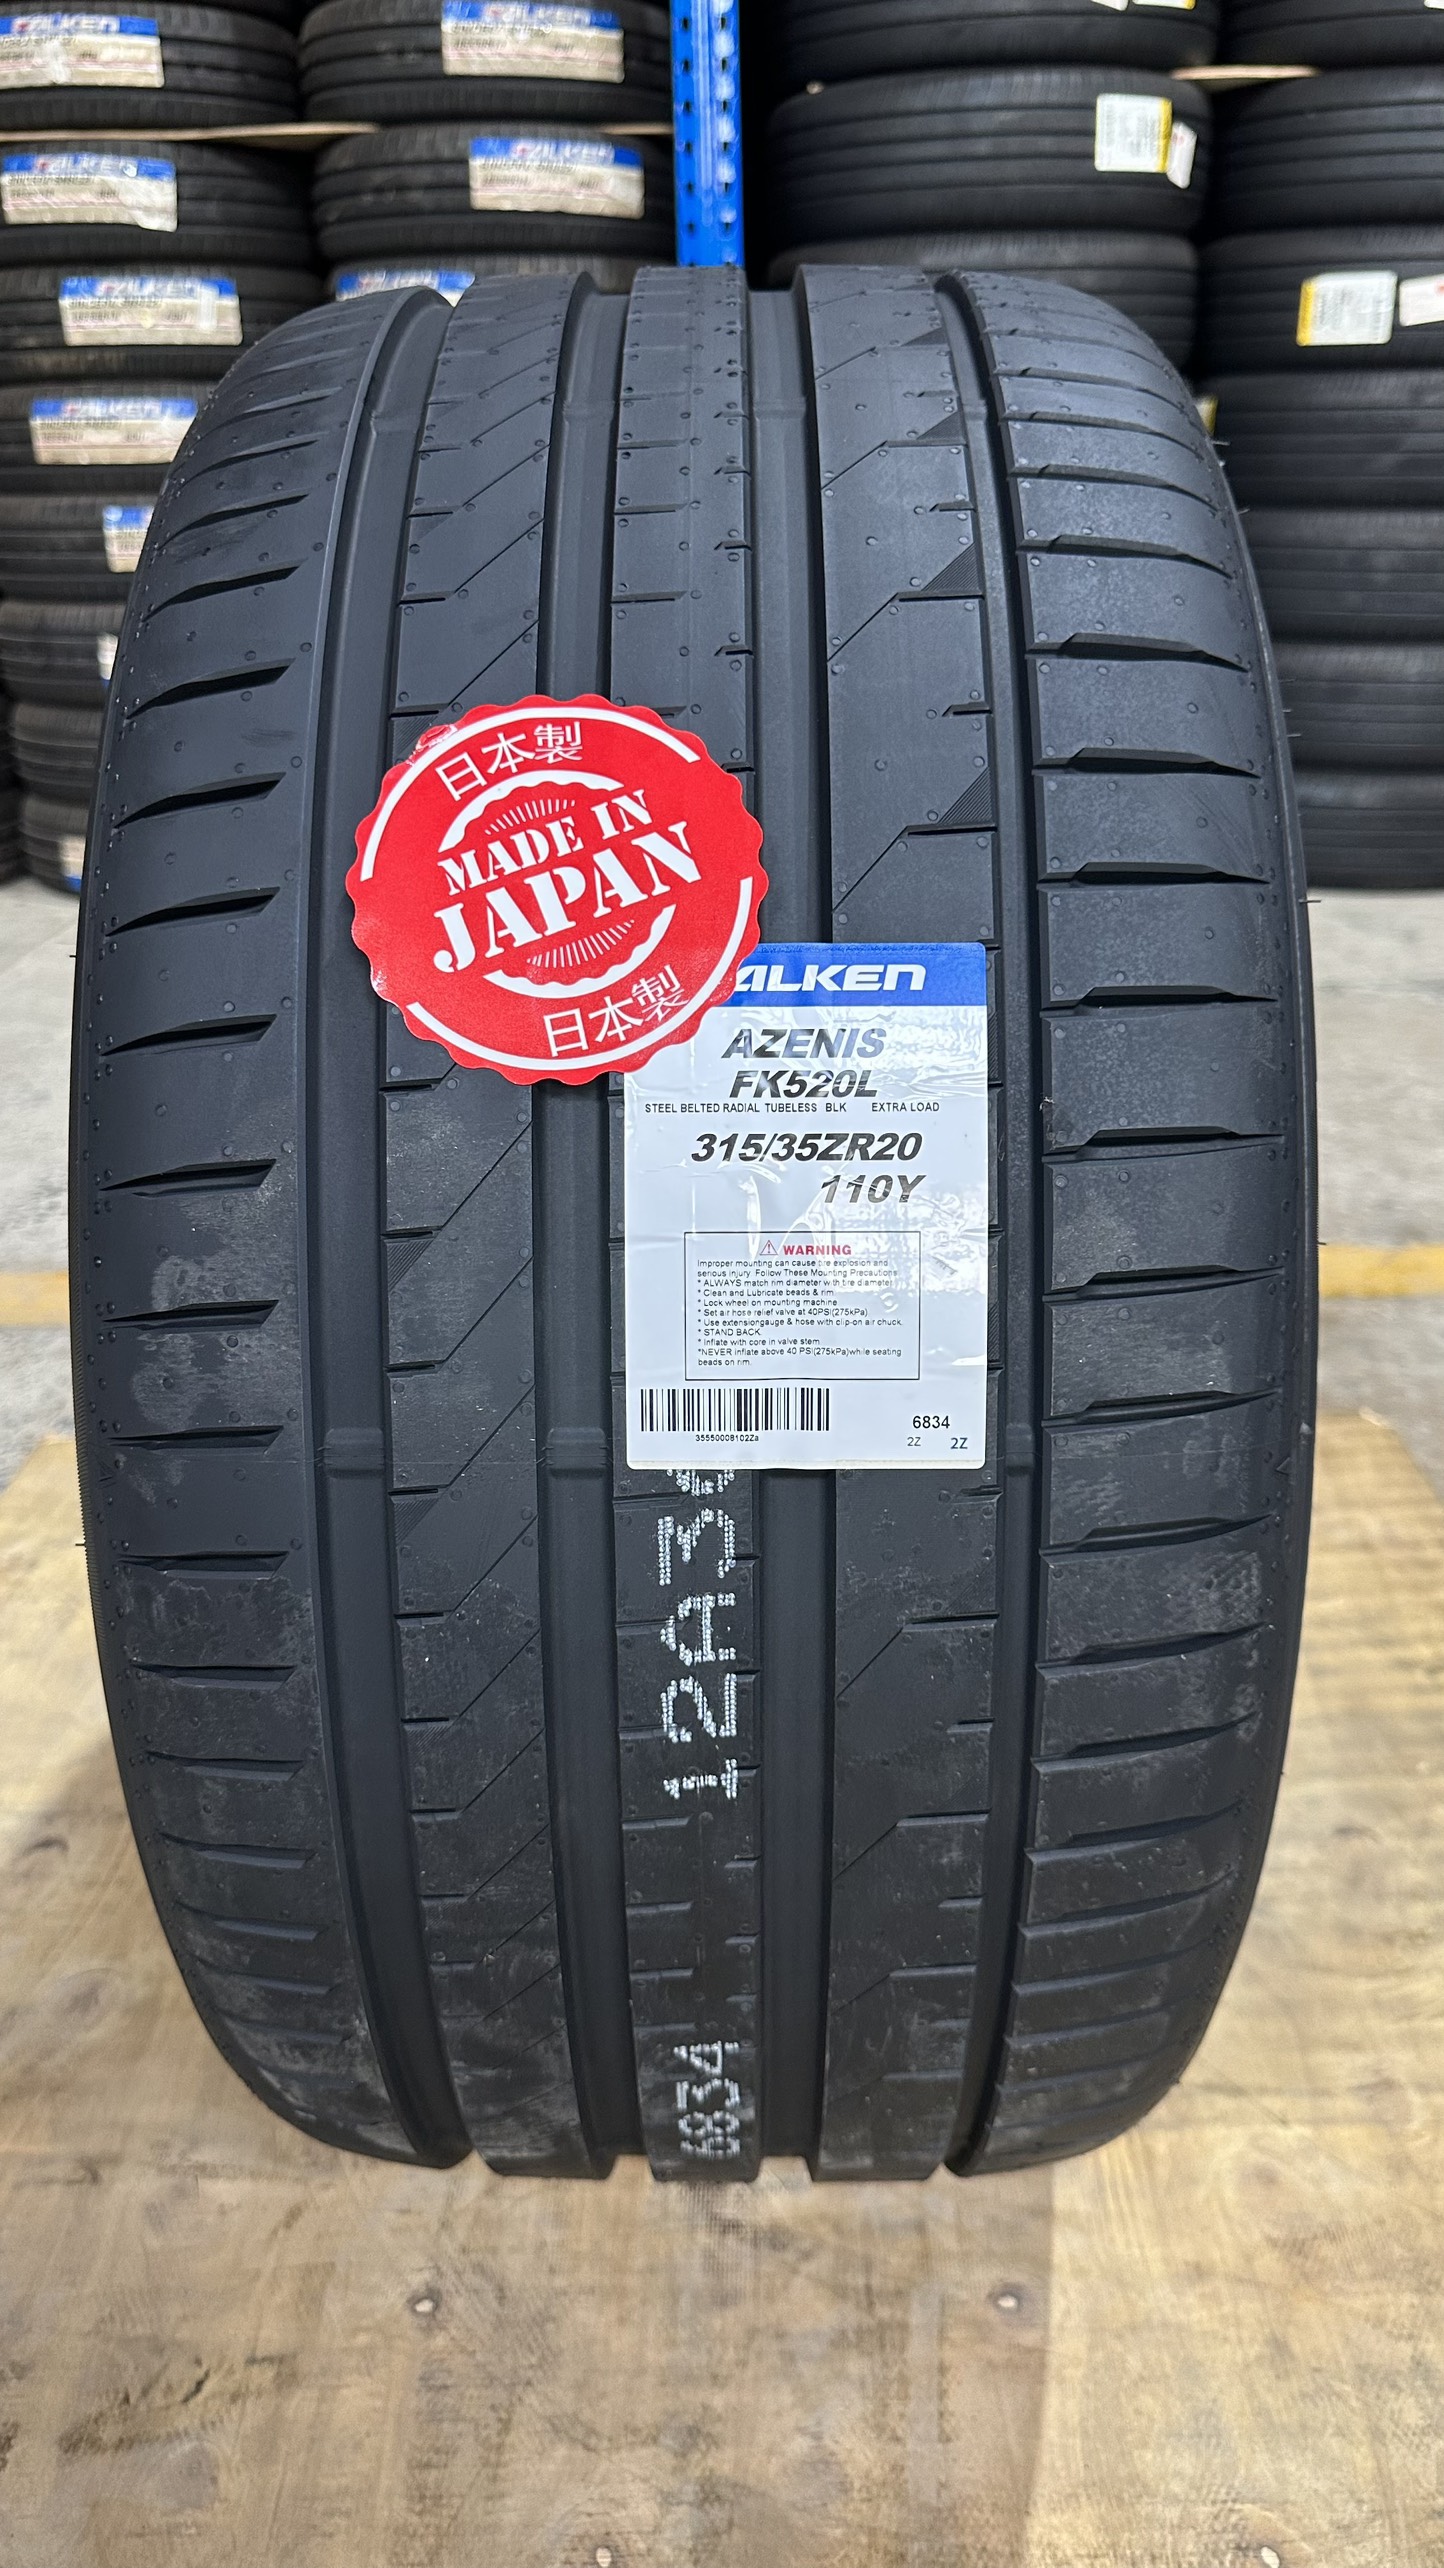 日本製
MADE IN
JAPAN
日本製
ALKEN
AZENIS
FK520L
STEEL BELTED RADIAL TUBELESS BLK EXTRA LOAD
315/35ZR20
110Y
WARNING
Improper mounting can cause tire explosion and
serious injury. Follow These Mounting Precautions
* ALWAYS match rim diameter with tire diameter
* Clean and Lubricate beads & rim
* Lock wheel on mounting machine
* Set air hose relief valve at 40PSI(275kPa)
* Use extensiongauge & hose with clip-on air chuck.
* STAND BACK.
* Inflate with core in valve stem
*NEVER inflate above 40 PSI(275kPa)while seating
beads on rim.
35550008102Za
6834
2Z 2Z
12A3
6834